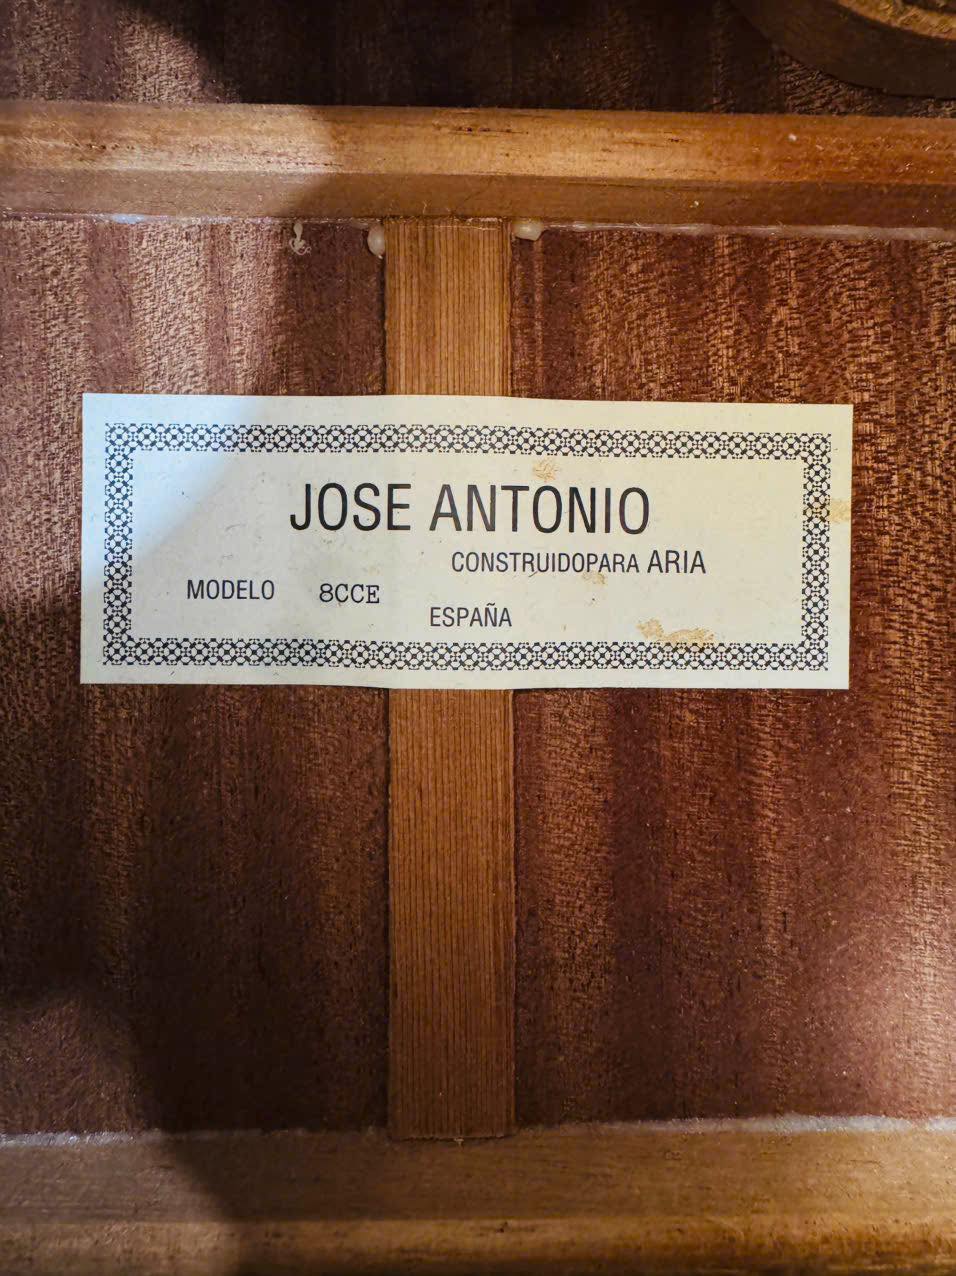 JOSE ANTONIO
CONSTRUIDOPARA ARIA
MODELO 8CCE
ESPAÑA